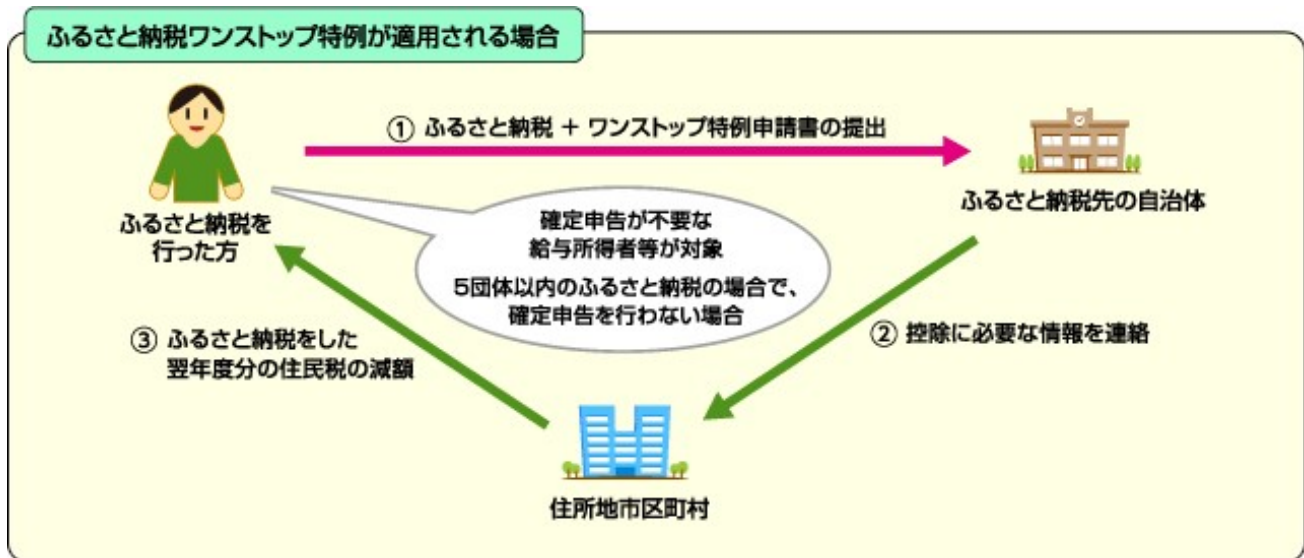 ふるさと納税ワンストップ特例が適用される場合
① ふるさと納税 + ワンストップ特例申請書の提出
ふるさと納税を
行った方
ふるさと納税先の自治体
確定申告が不要な
給与所得者等が対象
5団体以内のふるさと納税の場合で、
確定申告を行わない場合
② 控除に必要な情報を連絡
③ ふるさと納税をした
翌年度分の住民税の減額
住所地市区町村